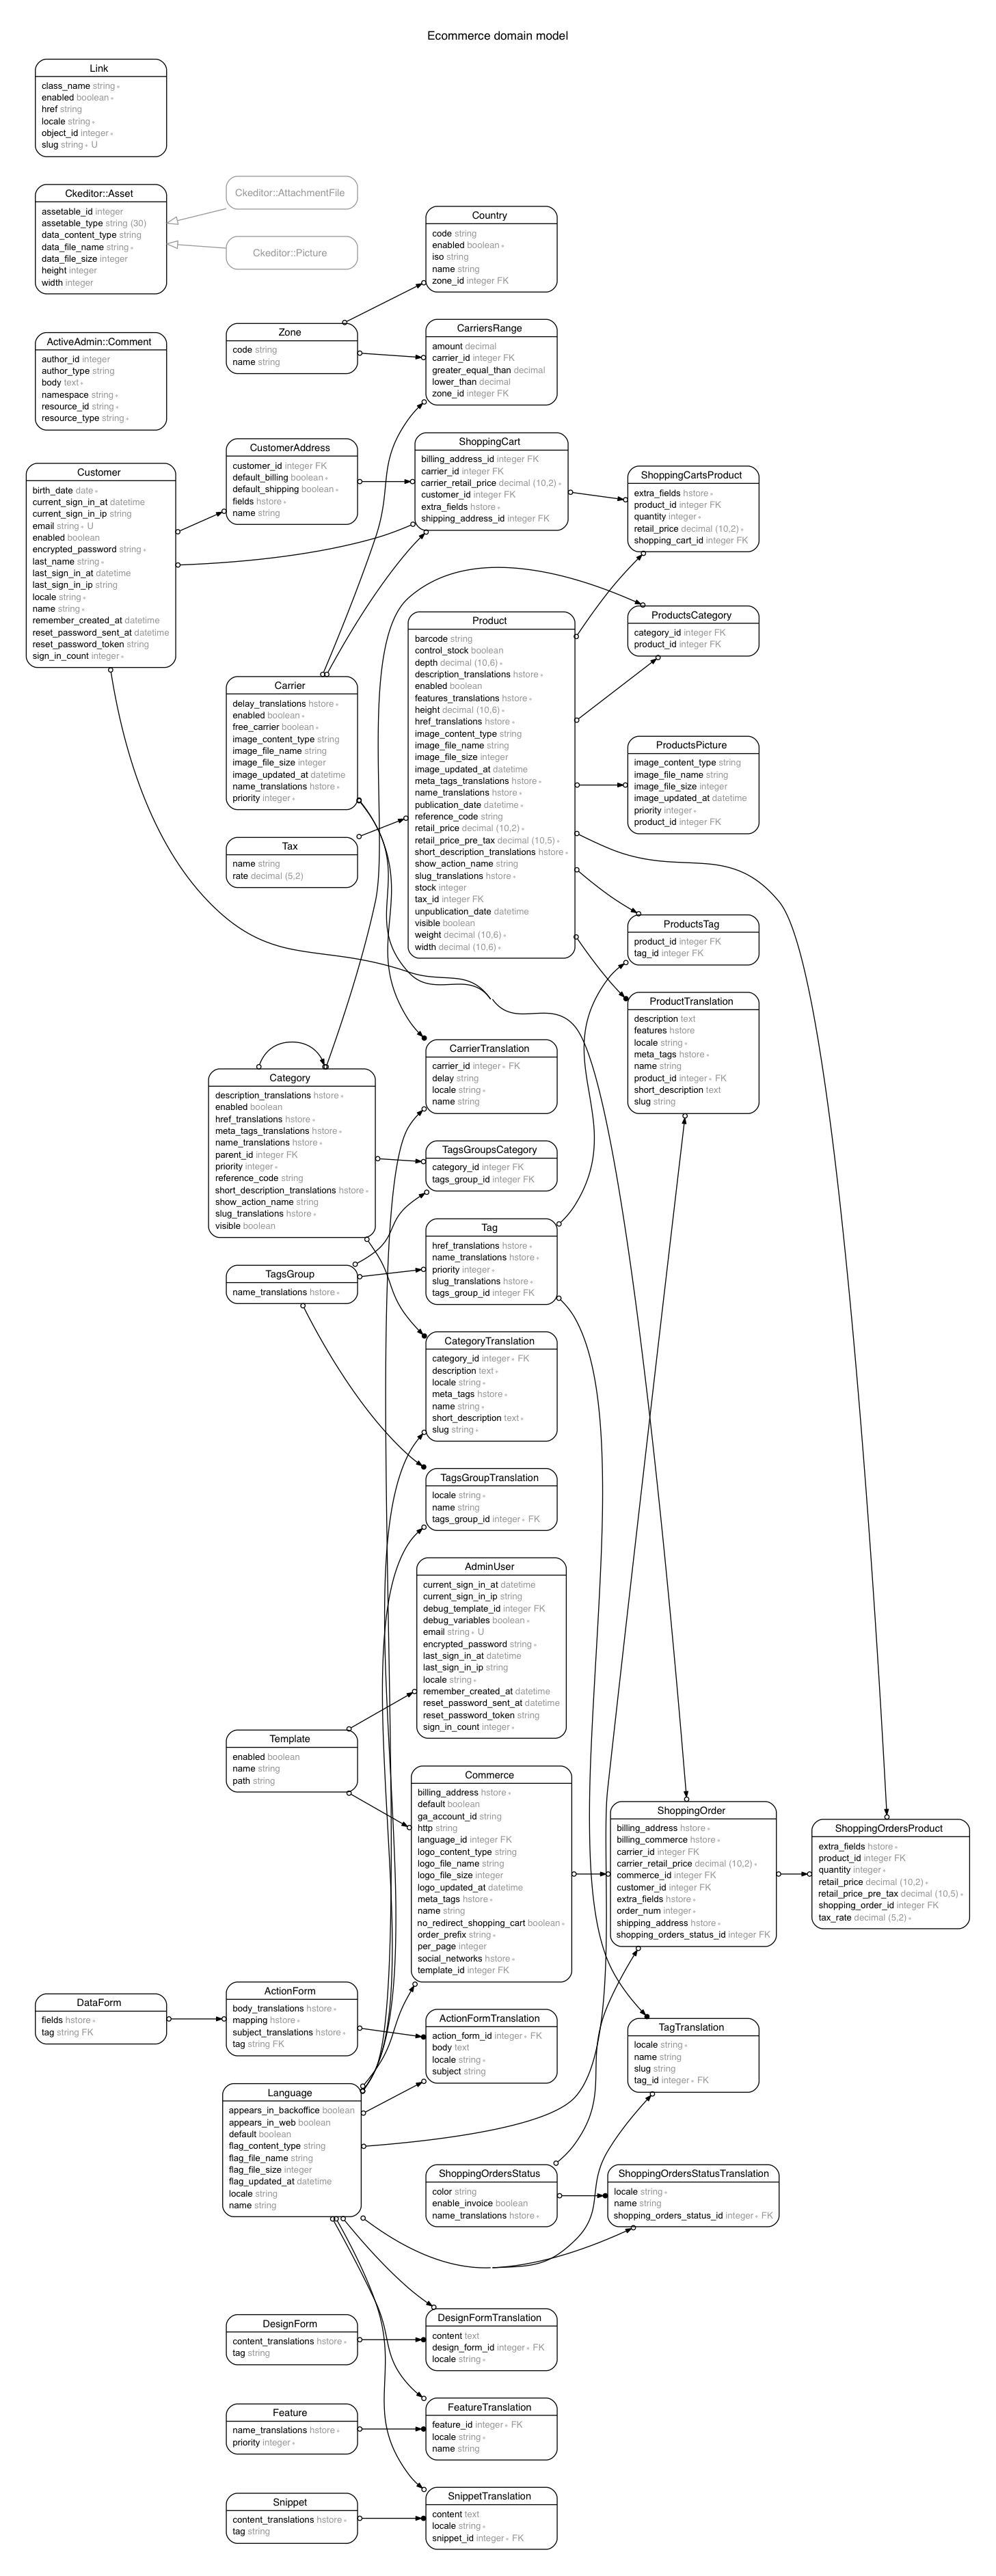 Ecommerce domain model
Link
class_name string ∗
enabled boolean ∗
href string
locale string ∗
object_id integer ∗
slug string ∗ U
Ckeditor::Asset
assetable_id integer
assetable_type string (30)
data_content_type string
data_file_name string ∗
data_file_size integer
height integer
width integer
Ckeditor::AttachmentFile
Ckeditor::Picture
Country
code string
enabled boolean ∗
iso string
name string
zone_id integer FK
Zone
code string
name string
CarriersRange
amount decimal
carrier_id integer FK
greater_equal_than decimal
lower_than decimal
zone_id integer FK
ActiveAdmin::Comment
author_id integer
author_type string
body text ∗
namespace string ∗
resource_id string ∗
resource_type string ∗
Customer
birth_date date ∗
current_sign_in_at datetime
current_sign_in_ip string
email string ∗ U
enabled boolean
encrypted_password string ∗
last_name string ∗
last_sign_in_at datetime
last_sign_in_ip string
locale string ∗
name string ∗
remember_created_at datetime
reset_password_sent_at datetime
reset_password_token string
sign_in_count integer ∗
CustomerAddress
customer_id integer FK
default_billing boolean ∗
default_shipping boolean ∗
fields hstore ∗
name string
ShoppingCart
billing_address_id integer FK
carrier_id integer FK
carrier_retail_price decimal (10,2) ∗
customer_id integer FK
extra_fields hstore ∗
shipping_address_id integer FK
ShoppingCartsProduct
extra_fields hstore ∗
product_id integer FK
quantity integer ∗
retail_price decimal (10,2) ∗
shopping_cart_id integer FK
ProductsCategory
category_id integer FK
product_id integer FK
Product
barcode string
control_stock boolean
depth decimal (10,6) ∗
description_translations hstore ∗
enabled boolean
features_translations hstore ∗
height decimal (10,6) ∗
href_translations hstore ∗
image_content_type string
image_file_name string
image_file_size integer
image_updated_at datetime
meta_tags_translations hstore ∗
name_translations hstore ∗
publication_date datetime ∗
reference_code string
retail_price decimal (10,2) ∗
retail_price_pre_tax decimal (10,5) ∗
short_description_translations hstore ∗
show_action_name string
slug_translations hstore ∗
stock integer
tax_id integer FK
unpublication_date datetime
visible boolean
weight decimal (10,6) ∗
width decimal (10,6) ∗
Carrier
delay_translations hstore ∗
enabled boolean ∗
free_carrier boolean ∗
image_content_type string
image_file_name string
image_file_size integer
image_updated_at datetime
name_translations hstore ∗
priority integer ∗
Tax
name string
rate decimal (5,2)
ProductsPicture
image_content_type string
image_file_name string
image_file_size integer
image_updated_at datetime
priority integer ∗
product_id integer FK
ProductsTag
product_id integer FK
tag_id integer FK
ProductTranslation
description text
features hstore
locale string ∗
meta_tags hstore ∗
name string
product_id integer ∗ FK
short_description text
slug string
CarrierTranslation
carrier_id integer ∗ FK
delay string
locale string ∗
name string
Category
description_translations hstore ∗
enabled boolean
href_translations hstore ∗
meta_tags_translations hstore ∗
name_translations hstore ∗
parent_id integer FK
priority integer ∗
reference_code string
short_description_translations hstore ∗
show_action_name string
slug_translations hstore ∗
visible boolean
TagsGroupsCategory
category_id integer FK
tags_group_id integer FK
Tag
href_translations hstore ∗
name_translations hstore ∗
priority integer ∗
slug_translations hstore ∗
tags_group_id integer FK
TagsGroup
name_translations hstore ∗
CategoryTranslation
category_id integer ∗ FK
description text ∗
locale string ∗
meta_tags hstore ∗
name string ∗
short_description text ∗
slug string ∗
TagsGroupTranslation
locale string ∗
name string
tags_group_id integer ∗ FK
AdminUser
current_sign_in_at datetime
current_sign_in_ip string
debug_template_id integer FK
debug_variables boolean ∗
email string ∗ U
encrypted_password string ∗
last_sign_in_at datetime
last_sign_in_ip string
locale string ∗
remember_created_at datetime
reset_password_sent_at datetime
reset_password_token string
sign_in_count integer ∗
Template
enabled boolean
name string
path string
Commerce
billing_address hstore ∗
default boolean
ga_account_id string
http string
language_id integer FK
logo_content_type string
logo_file_name string
logo_file_size integer
logo_updated_at datetime
meta_tags hstore ∗
name string
no_redirect_shopping_cart boolean ∗
order_prefix string ∗
per_page integer
social_networks hstore ∗
template_id integer FK
ShoppingOrder
billing_address hstore ∗
billing_commerce hstore ∗
carrier_id integer FK
carrier_retail_price decimal (10,2) ∗
commerce_id integer FK
customer_id integer FK
extra_fields hstore ∗
order_num integer ∗
shipping_address hstore ∗
shopping_orders_status_id integer FK
ShoppingOrdersProduct
extra_fields hstore ∗
product_id integer FK
quantity integer ∗
retail_price decimal (10,2) ∗
retail_price_pre_tax decimal (10,5) ∗
shopping_order_id integer FK
tax_rate decimal (5,2) ∗
DataForm
fields hstore ∗
tag string FK
ActionForm
body_translations hstore ∗
mapping hstore ∗
subject_translations hstore ∗
tag string FK
ActionFormTranslation
action_form_id integer ∗ FK
body text
locale string ∗
subject string
TagTranslation
locale string ∗
name string
slug string
tag_id integer ∗ FK
Language
appears_in_backoffice boolean
appears_in_web boolean
default boolean
flag_content_type string
flag_file_name string
flag_file_size integer
flag_updated_at datetime
locale string
name string
ShoppingOrdersStatus
color string
enable_invoice boolean
name_translations hstore ∗
ShoppingOrdersStatusTranslation
locale string ∗
name string
shopping_orders_status_id integer ∗ FK
DesignForm
content_translations hstore ∗
tag string
DesignFormTranslation
content text
design_form_id integer ∗ FK
locale string ∗
Feature
name_translations hstore ∗
priority integer ∗
FeatureTranslation
feature_id integer ∗ FK
locale string ∗
name string
Snippet
content_translations hstore ∗
tag string
SnippetTranslation
content text
locale string ∗
snippet_id integer ∗ FK